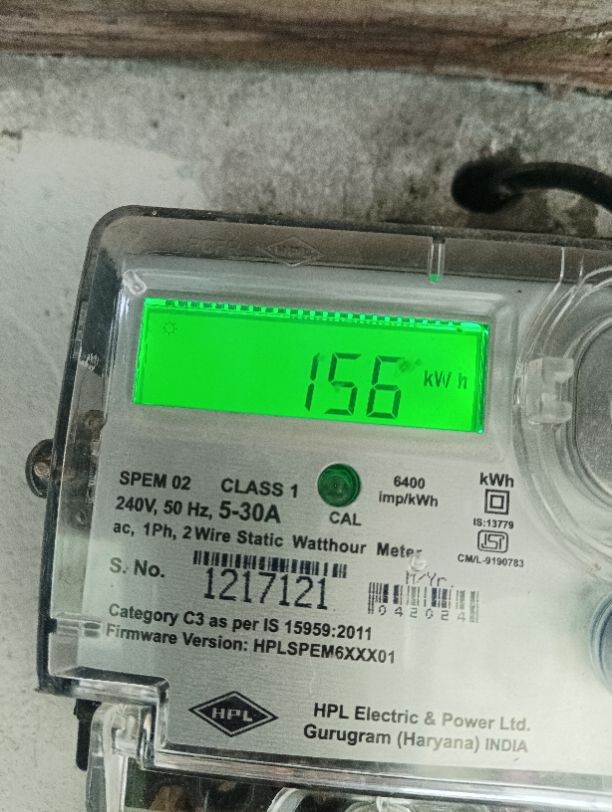 156 kWh
SPEM 02 CLASS 1 6400 imp/kWh kWh
240V, 50 Hz, 5-30A CAL IS:13779
ac, 1Ph, 2Wire Static Watthour Meter CM/L-9190783
S. No. 1217121 M/Yr. 042024
Category C3 as per IS 15959:2011
Firmware Version: HPLSPEM6XXX01
HPL HPL Electric & Power Ltd.
Gurugram (Haryana) INDIA